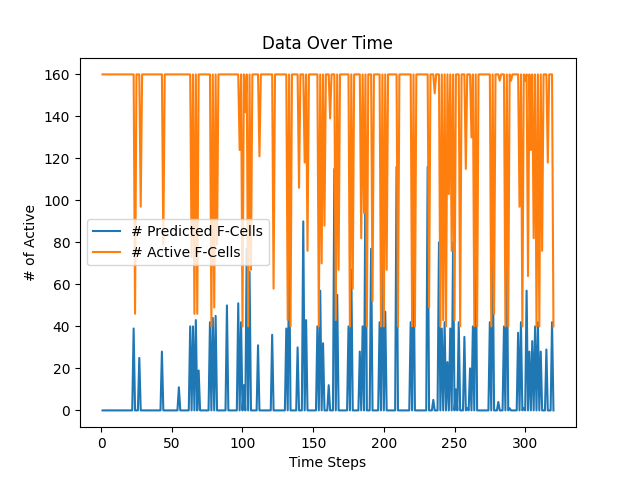 Data Over Time
# of Active
160
140
120
100
80
60
40
20
0
# Predicted F-Cells
# Active F-Cells
0 50 100 150 200 250 300
Time Steps